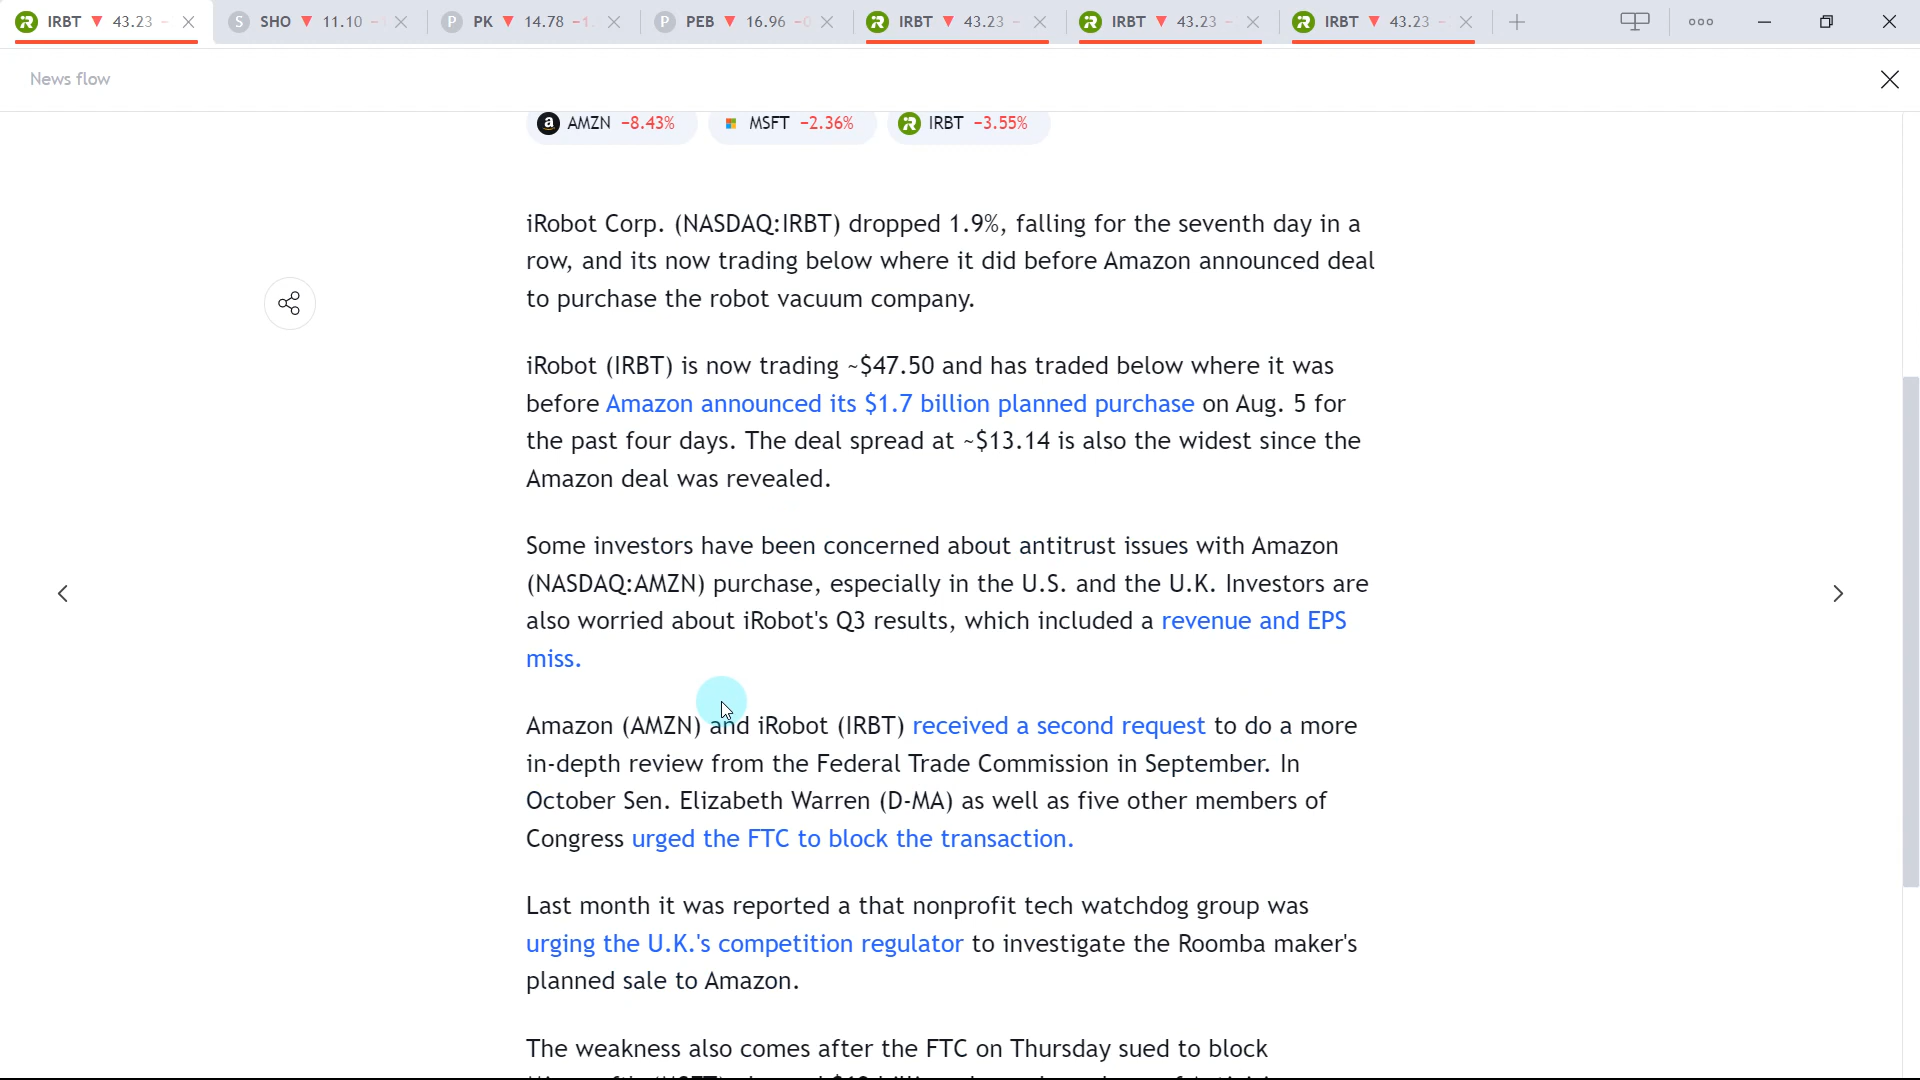 IRBT ▼ 43.23 −
SHO ▼ 11.10 −
PK ▼ 14.78 −1.
PEB ▼ 16.96 −0
IRBT ▼ 43.23 −
IRBT ▼ 43.23 −
IRBT ▼ 43.23 −
News flow
AMZN −8.43% MSFT −2.36% IRBT −3.55%
iRobot Corp. (NASDAQ:IRBT) dropped 1.9%, falling for the seventh day in a
row, and its now trading below where it did before Amazon announced deal
to purchase the robot vacuum company.
iRobot (IRBT) is now trading ~$47.50 and has traded below where it was
before Amazon announced its $1.7 billion planned purchase on Aug. 5 for
the past four days. The deal spread at ~$13.14 is also the widest since the
Amazon deal was revealed.
Some investors have been concerned about antitrust issues with Amazon
(NASDAQ:AMZN) purchase, especially in the U.S. and the U.K. Investors are
also worried about iRobot's Q3 results, which included a revenue and EPS
miss.
Amazon (AMZN) and iRobot (IRBT) received a second request to do a more
in-depth review from the Federal Trade Commission in September. In
October Sen. Elizabeth Warren (D-MA) as well as five other members of
Congress urged the FTC to block the transaction.
Last month it was reported a that nonprofit tech watchdog group was
urging the U.K.'s competition regulator to investigate the Roomba maker's
planned sale to Amazon.
The weakness also comes after the FTC on Thursday sued to block